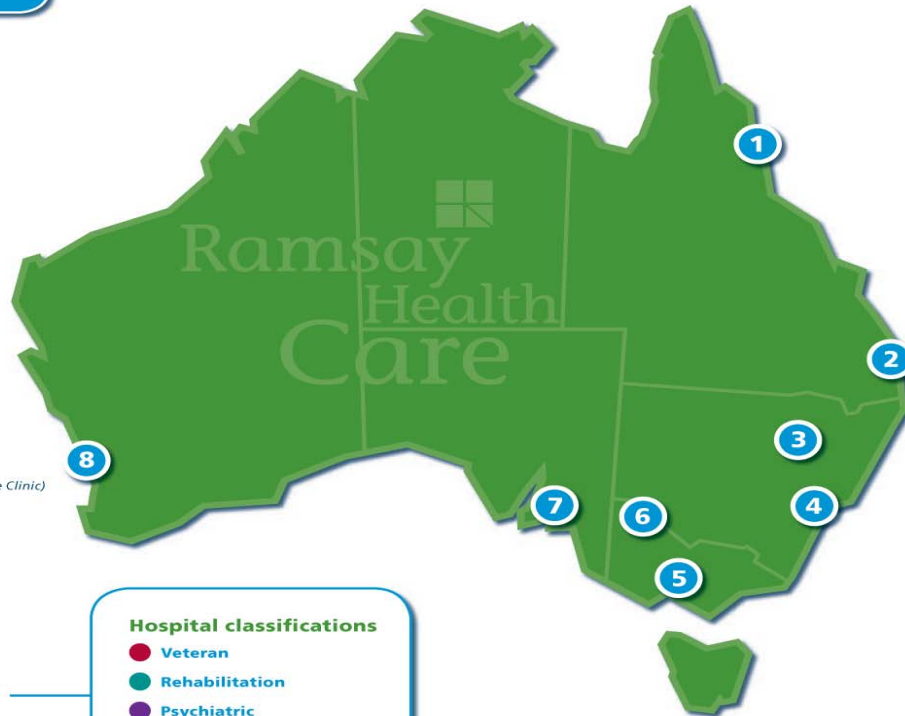 1
Ramsay
Health
Care
2
3
8
e Clinic)
4
7
6
5
Hospital classifications
Veteran
Rehabilitation
Psychiatric